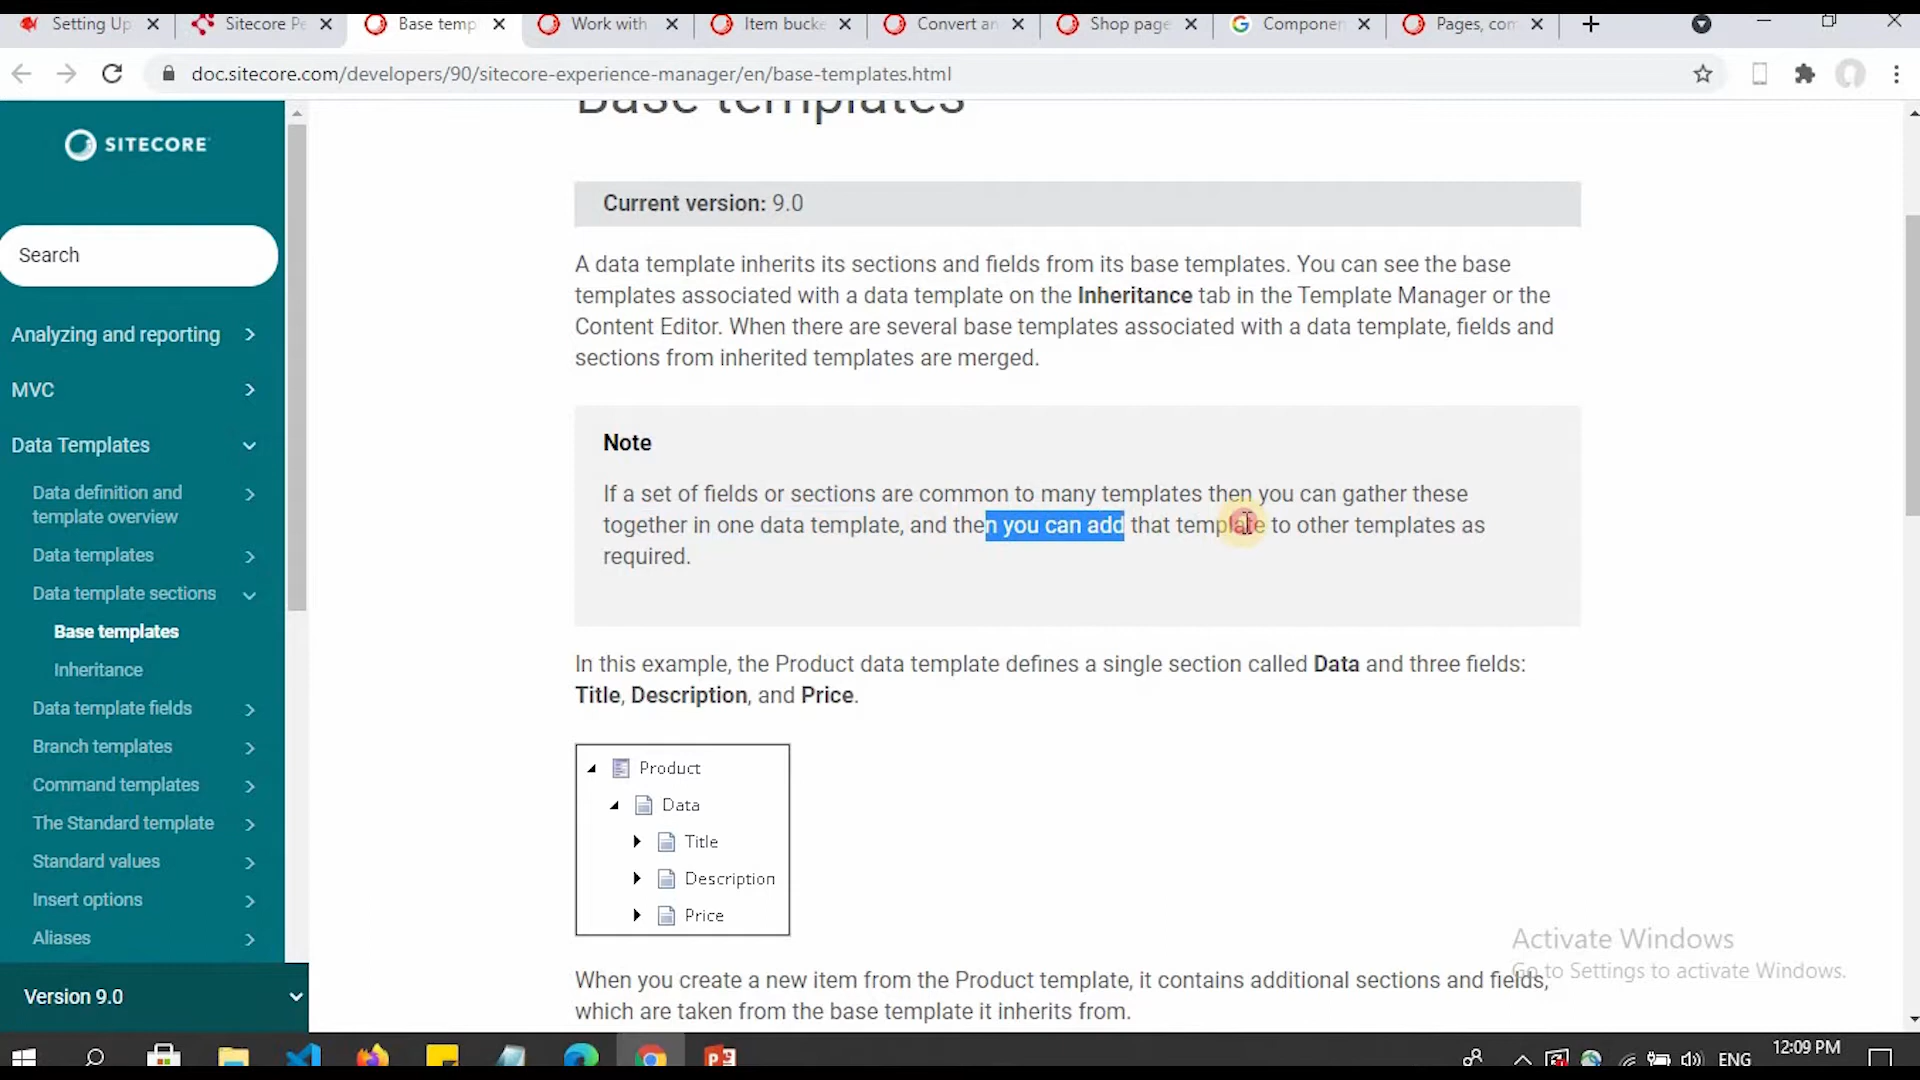 Setting Up
Sitecore Pe
Base temp
Work with
Item bucke
Convert an
Shop page
Componen
Pages, com
doc.sitecore.com/developers/90/sitecore-experience-manager/en/base-templates.html
SITECORE
Search
Analyzing and reporting
MVC
Data Templates
Data definition and
template overview
Data templates
Data template sections
Base templates
Inheritance
Data template fields
Branch templates
Command templates
The Standard template
Standard values
Insert options
Aliases
Version 9.0
Base templates
Current version: 9.0
A data template inherits its sections and fields from its base templates. You can see the base
templates associated with a data template on the Inheritance tab in the Template Manager or the
Content Editor. When there are several base templates associated with a data template, fields and
sections from inherited templates are merged.
Note
If a set of fields or sections are common to many templates then you can gather these
together in one data template, and then you can add that template to other templates as
required.
In this example, the Product data template defines a single section called Data and three fields:
Title, Description, and Price.
Product
Data
Title
Description
Price
When you create a new item from the Product template, it contains additional sections and fields,
which are taken from the base template it inherits from.
Activate Windows
Go to Settings to activate Windows.
ENG
12:09 PM